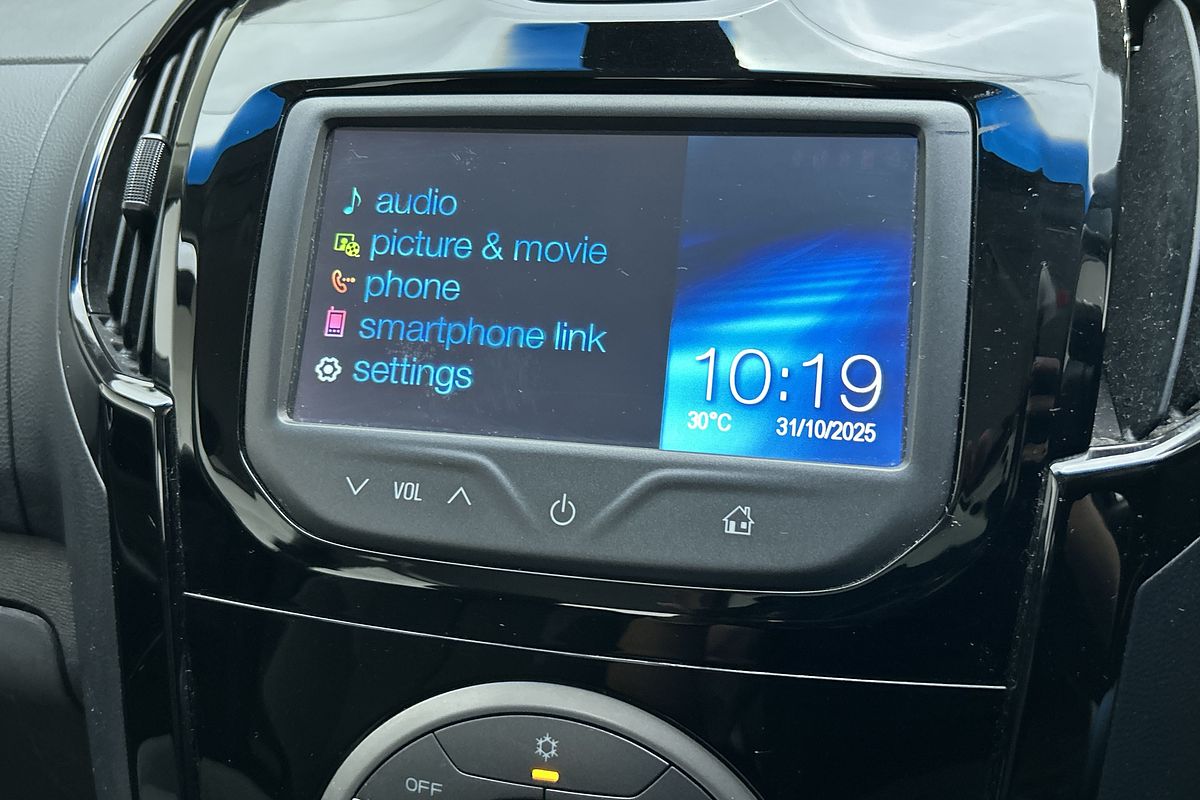 audio
picture & movie
phone
smartphone link
settings
10:19
30°C 31/10/2025
VOL
OFF